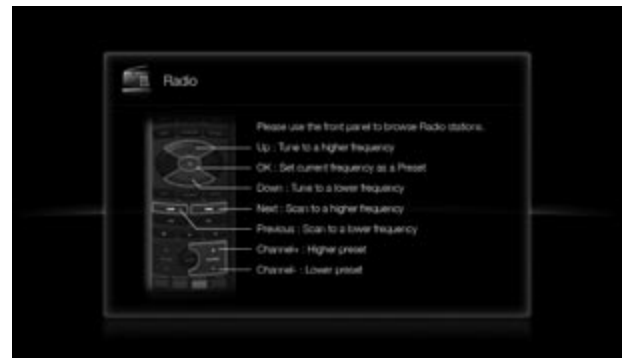 Radio
Please use the front panel to browse Radio stations.
Up : Tune to a higher frequency
OK : Set current frequency as a Preset
Down : Tune to a lower frequency
Next : Scan to a higher frequency
Previous : Scan to a lower frequency
Channel+ : Higher preset
Channel- : Lower preset